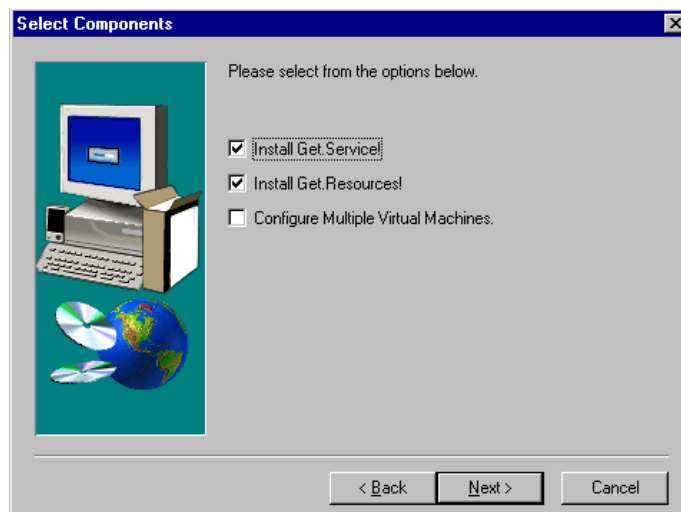 Select Components
Please select from the options below.
Install Get.Service!
Install Get.Resources!
Configure Multiple Virtual Machines.
< Back
Next >
Cancel